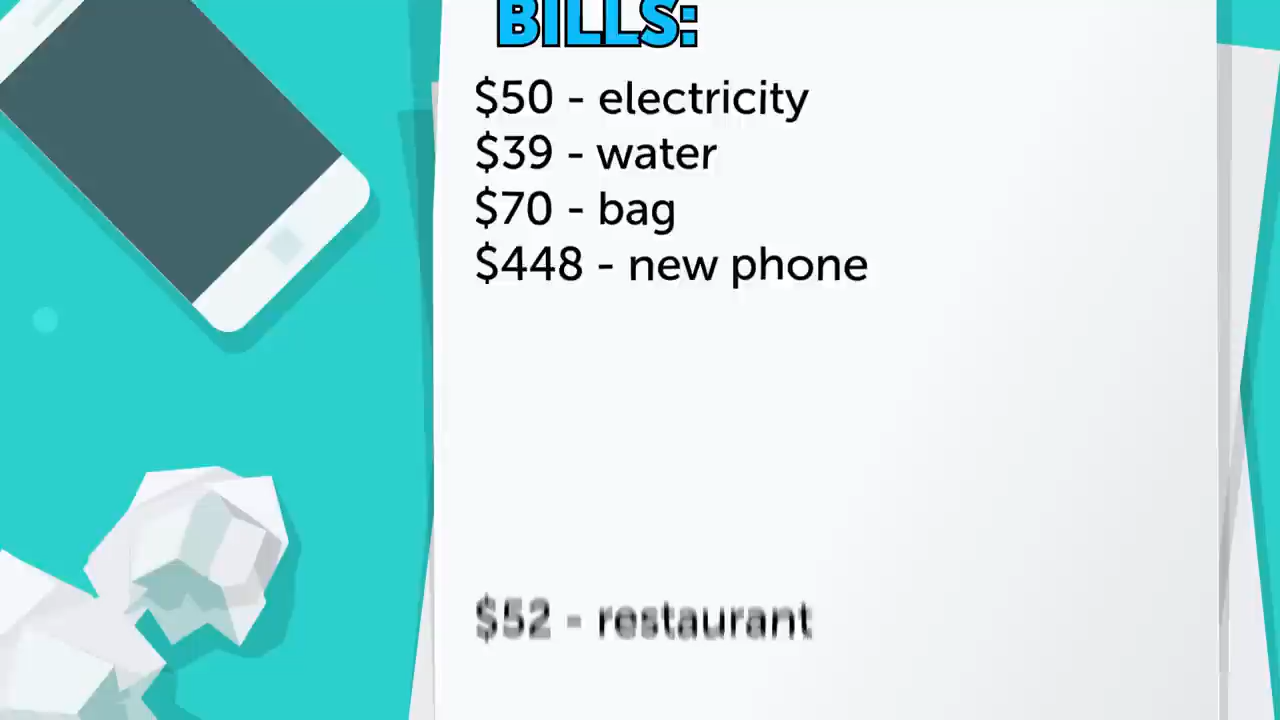 BILLS:
$50 - electricity
$39 - water
$70 - bag
$448 - new phone
$52 - restaurant